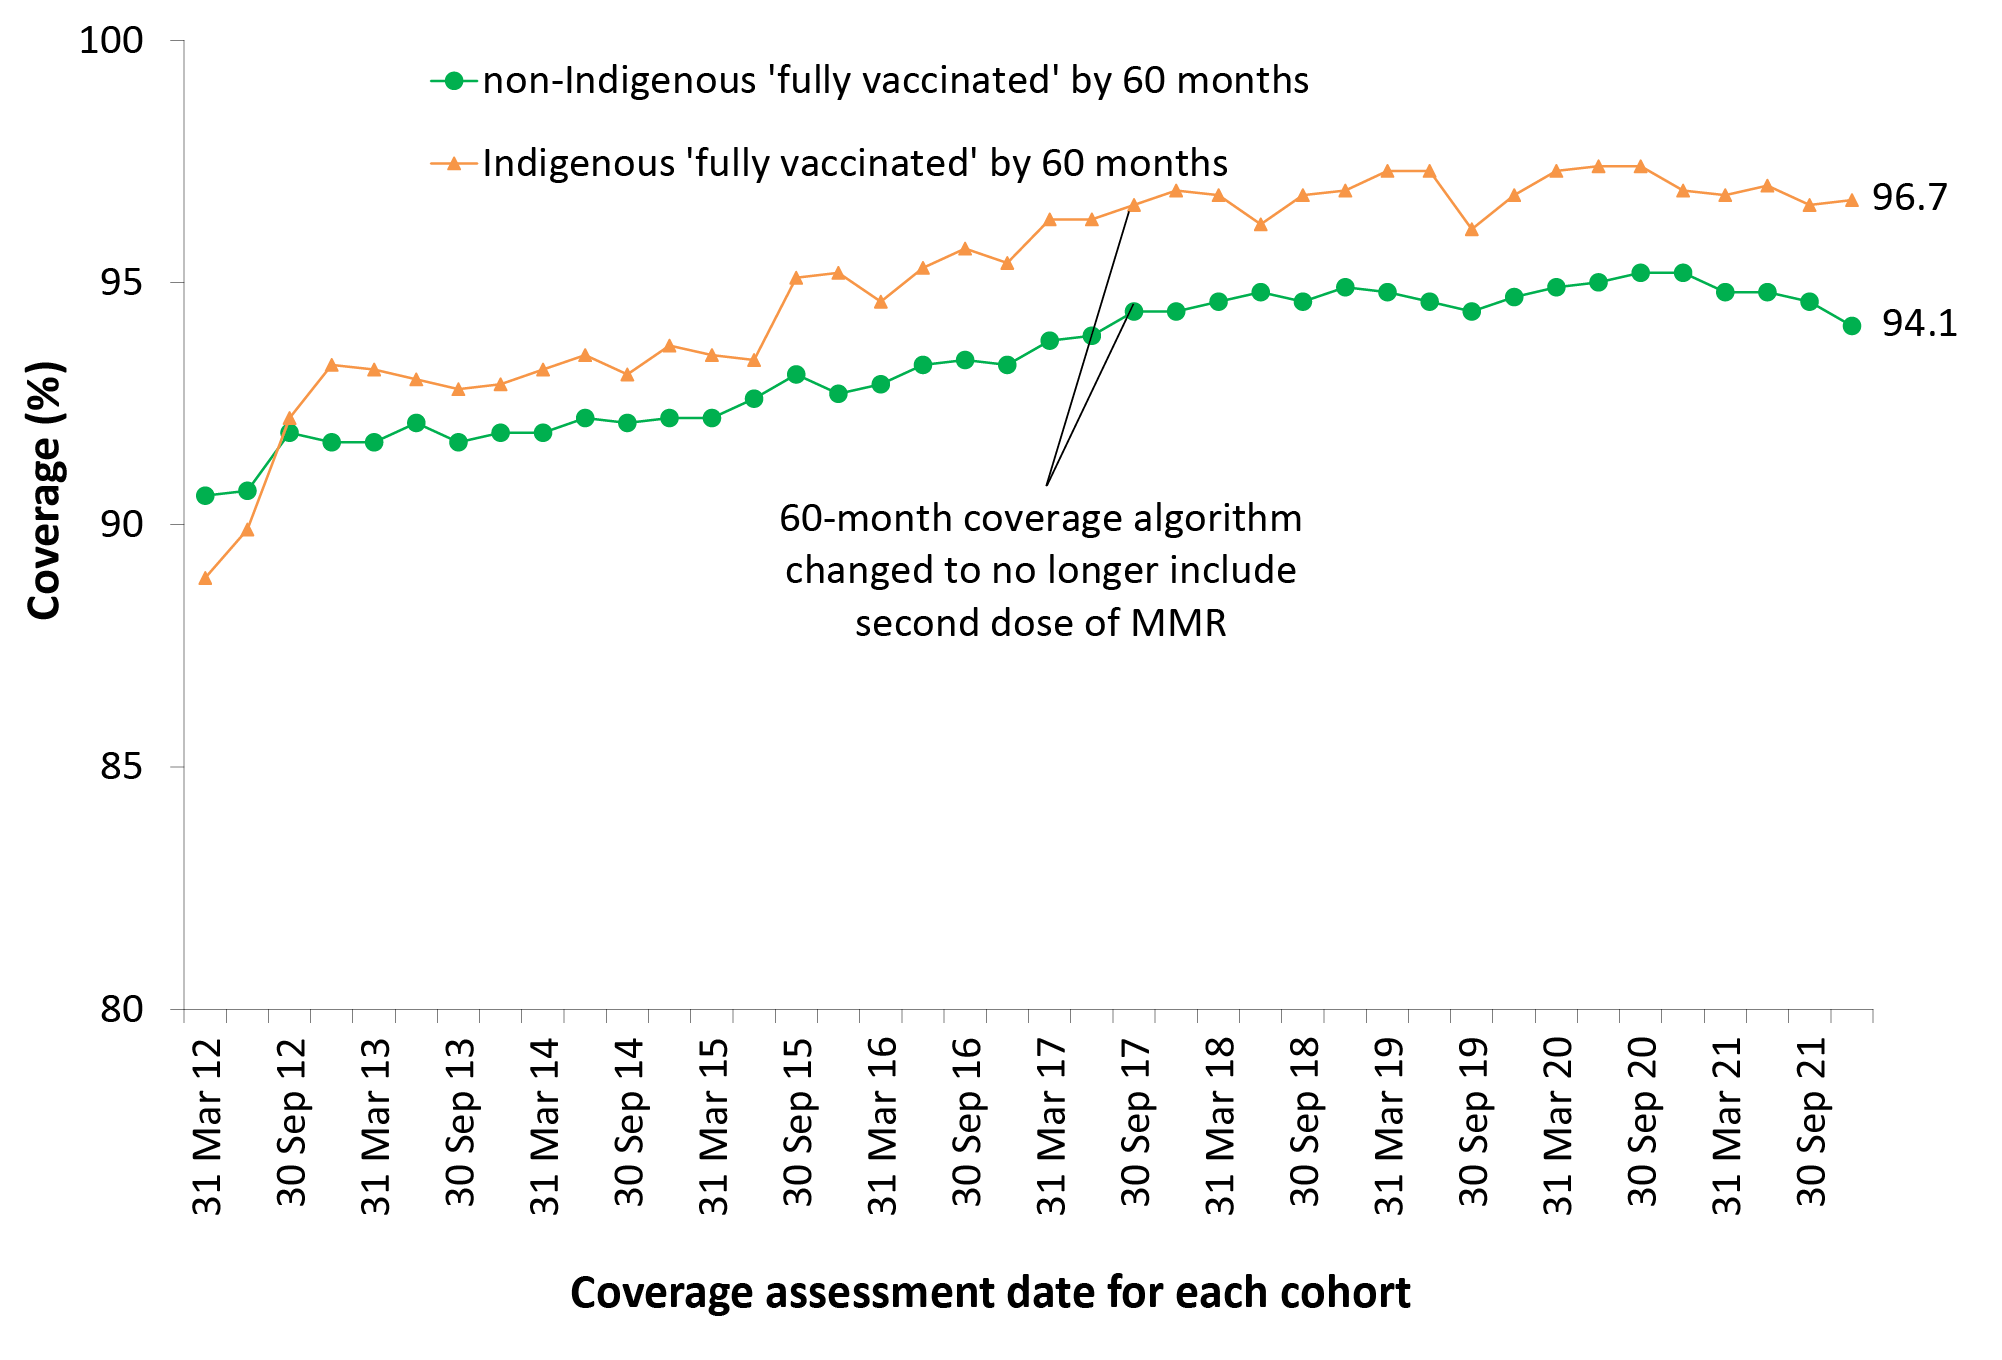 100
95
90
85
80
Coverage (%)
non-Indigenous 'fully vaccinated' by 60 months
Indigenous 'fully vaccinated' by 60 months
96.7
94.1
60-month coverage algorithm
changed to no longer include
second dose of MMR
31 Mar 12
30 Sep 12
31 Mar 13
30 Sep 13
31 Mar 14
30 Sep 14
31 Mar 15
30 Sep 15
31 Mar 16
30 Sep 16
31 Mar 17
30 Sep 17
31 Mar 18
30 Sep 18
31 Mar 19
30 Sep 19
31 Mar 20
30 Sep 20
31 Mar 21
30 Sep 21
Coverage assessment date for each cohort